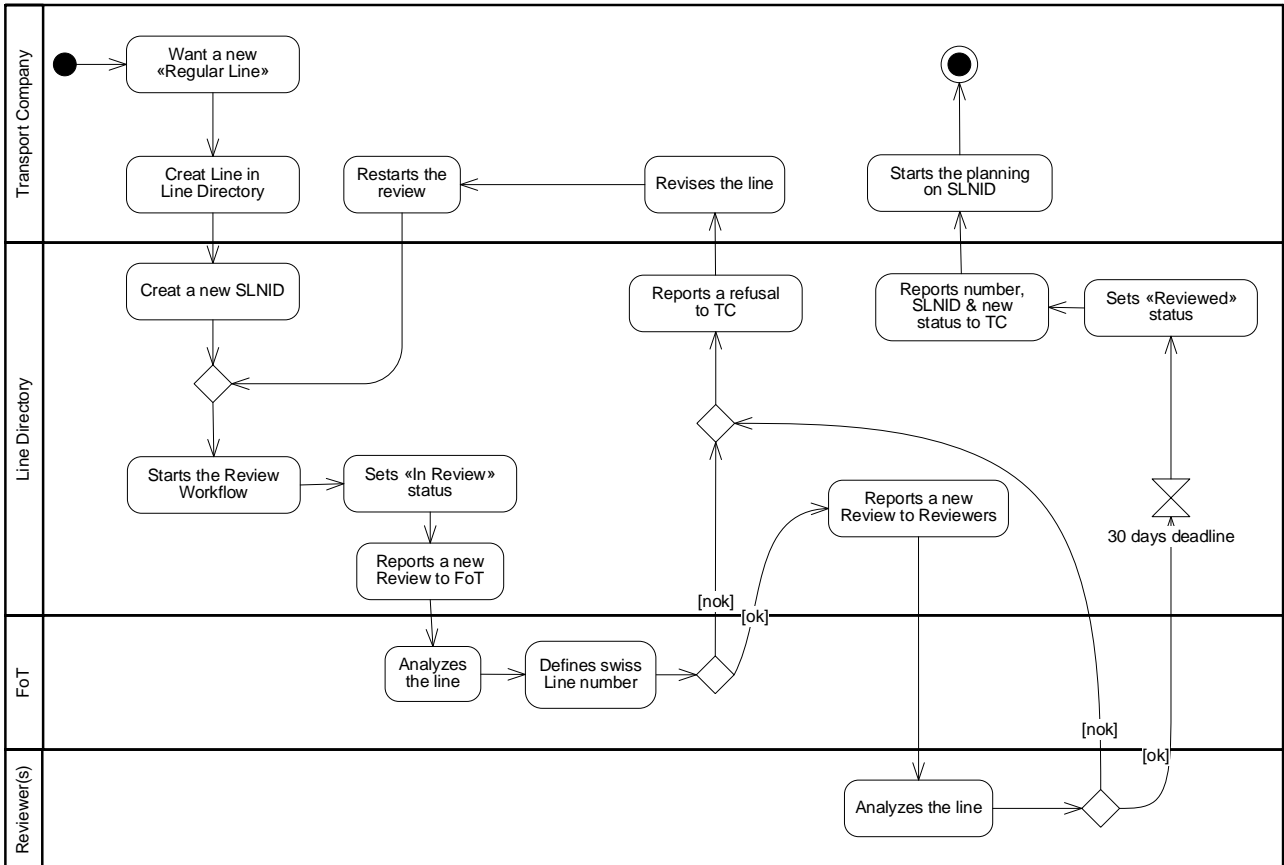 Transport Company
Want a new
«Regular Line»
Creat Line in
Line Directory
Restarts the
review
Revises the line
Starts the planning
on SLNID
Line Directory
Creat a new SLNID
Reports a refusal
to TC
Reports number,
SLNID & new
status to TC
Sets «Reviewed»
status
Starts the Review
Workflow
Sets «In Review»
status
Reports a new
Review to Reviewers
30 days deadline
Reports a new
Review to FoT
[nok]
[ok]
FoT
Analyzes
the line
Defines swiss
Line number
[nok]
[ok]
Reviewer(s)
Analyzes the line